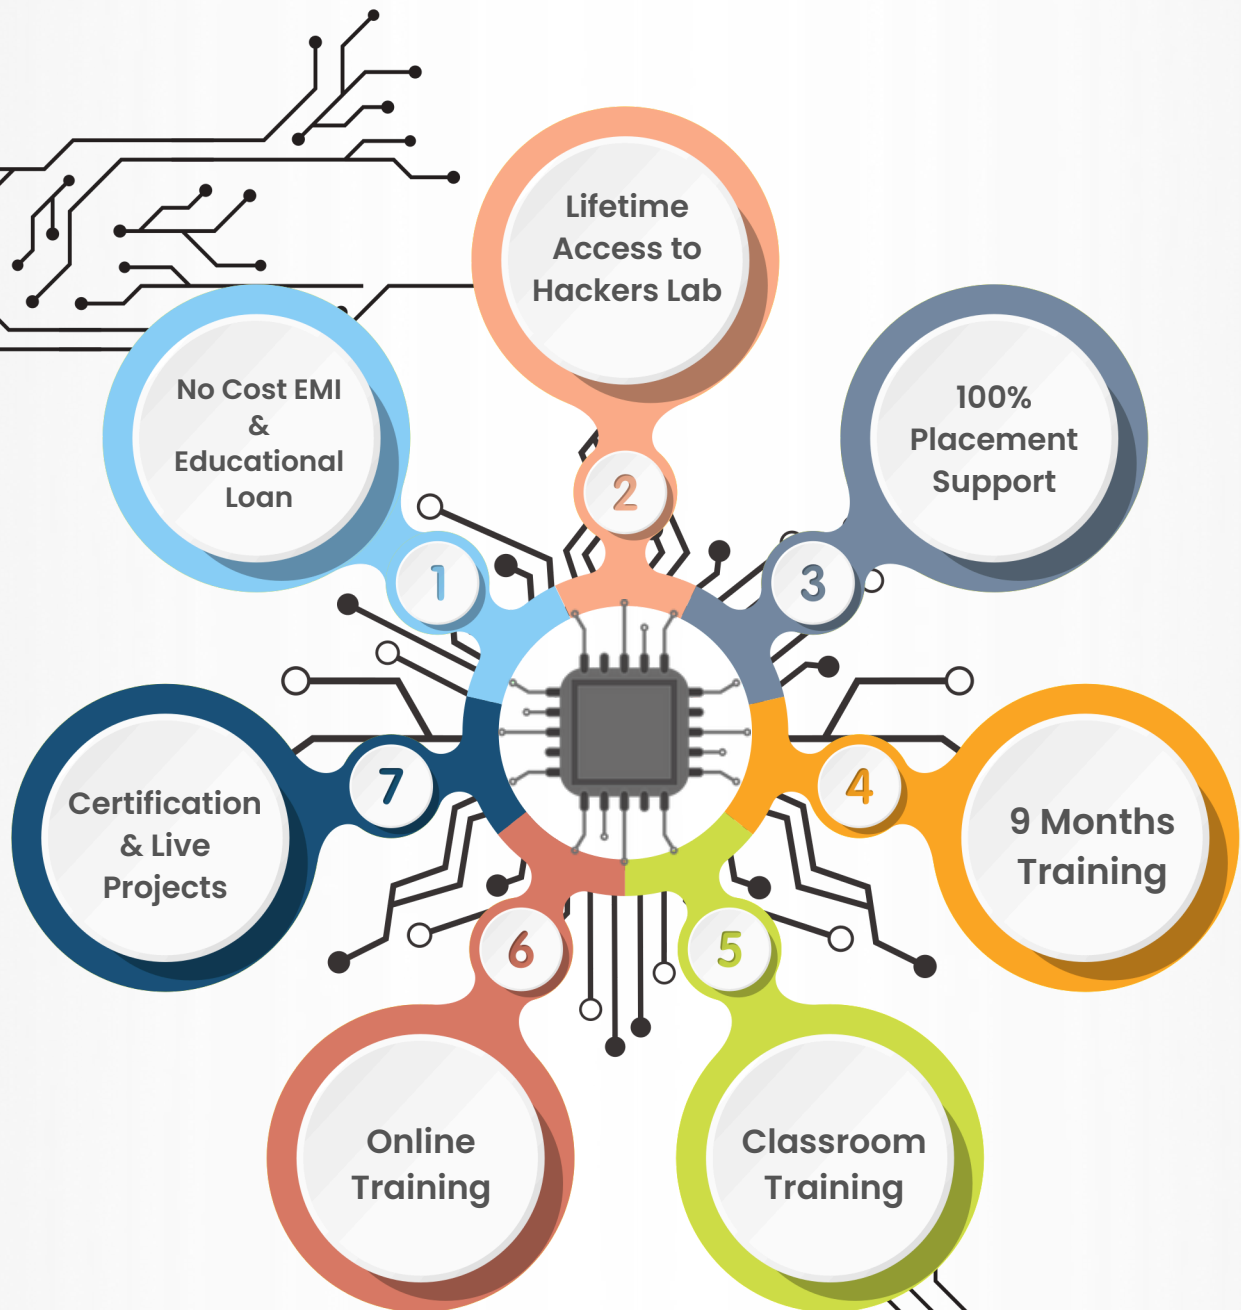 No Cost EMI
&
Educational
Loan
1
Lifetime
Access to
Hackers Lab
2
100%
Placement
Support
3
9 Months
Training
4
Classroom
Training
5
Online
Training
6
Certification
& Live
Projects
7